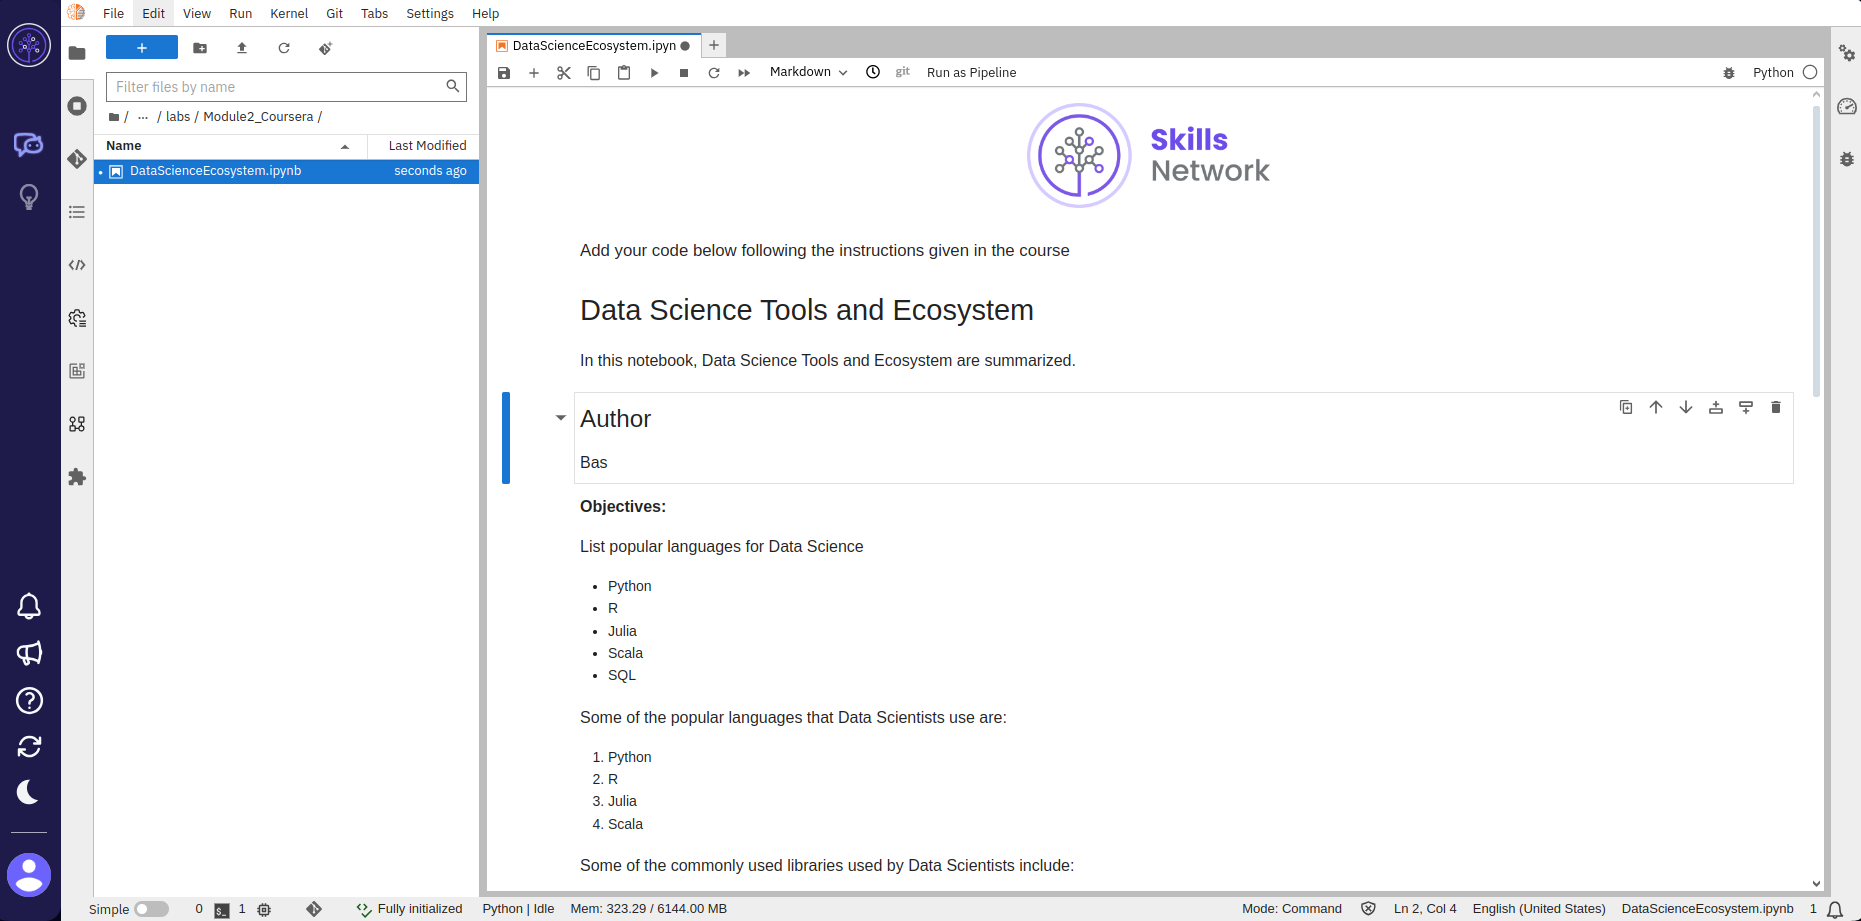 File Edit View Run Kernel Git Tabs Settings Help
+
Filter files by name
/ ... / labs / Module2_Coursera /
Name Last Modified
DataScienceEcosystem.ipynb seconds ago
DataScienceEcosystem.ipyn
Markdown git Run as Pipeline Python
Skills
Network
Add your code below following the instructions given in the course
Data Science Tools and Ecosystem
In this notebook, Data Science Tools and Ecosystem are summarized.
Author
Bas
Objectives:
List popular languages for Data Science
• Python
• R
• Julia
• Scala
• SQL
Some of the popular languages that Data Scientists use are:
1. Python
2. R
3. Julia
4. Scala
Some of the commonly used libraries used by Data Scientists include:
Simple 0 $_ 1 Fully initialized Python | Idle Mem: 323.29 / 6144.00 MB Mode: Command Ln 2, Col 4 English (United States) DataScienceEcosystem.ipynb 1